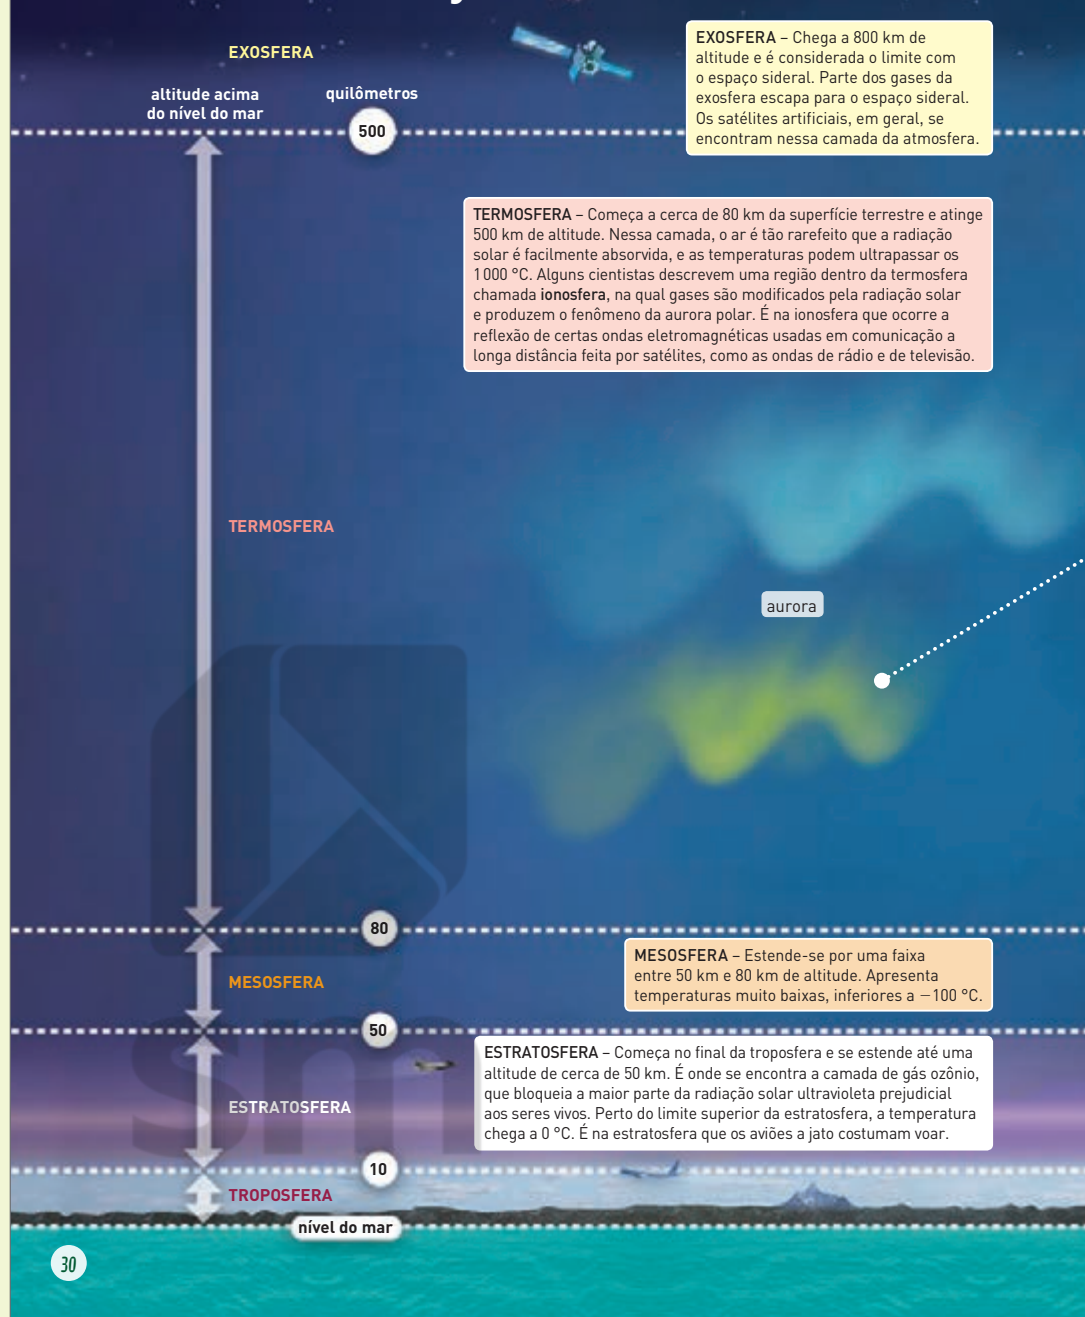 EXOSFERA
altitude acima
do nível do mar
quilômetros
500
EXOSFERA – Chega a 800 km de
altitude e é considerada o limite com
o espaço sideral. Parte dos gases da
exosfera escapa para o espaço sideral.
Os satélites artificiais, em geral, se
encontram nessa camada da atmosfera.
TERMOSFERA – Começa a cerca de 80 km da superfície terrestre e atinge
500 km de altitude. Nessa camada, o ar é tão rarefeito que a radiação
solar é facilmente absorvida, e as temperaturas podem ultrapassar os
1 000 °C. Alguns cientistas descrevem uma região dentro da termosfera
chamada ionosfera, na qual gases são modificados pela radiação solar
e produzem o fenômeno da aurora polar. É na ionosfera que ocorre a
reflexão de certas ondas eletromagnéticas usadas em comunicação a
longa distância feita por satélites, como as ondas de rádio e de televisão.
TERMOSFERA
aurora
80
MESOSFERA
MESOSFERA – Estende-se por uma faixa
entre 50 km e 80 km de altitude. Apresenta
temperaturas muito baixas, inferiores a −100 °C.
sm
50
ESTRATOSFERA
ESTRATOSFERA – Começa no final da troposfera e se estende até uma
altitude de cerca de 50 km. É onde se encontra a camada de gás ozônio,
que bloqueia a maior parte da radiação solar ultravioleta prejudicial
aos seres vivos. Perto do limite superior da estratosfera, a temperatura
chega a 0 °C. É na estratosfera que os aviões a jato costumam voar.
10
TROPOSFERA
nível do mar
30